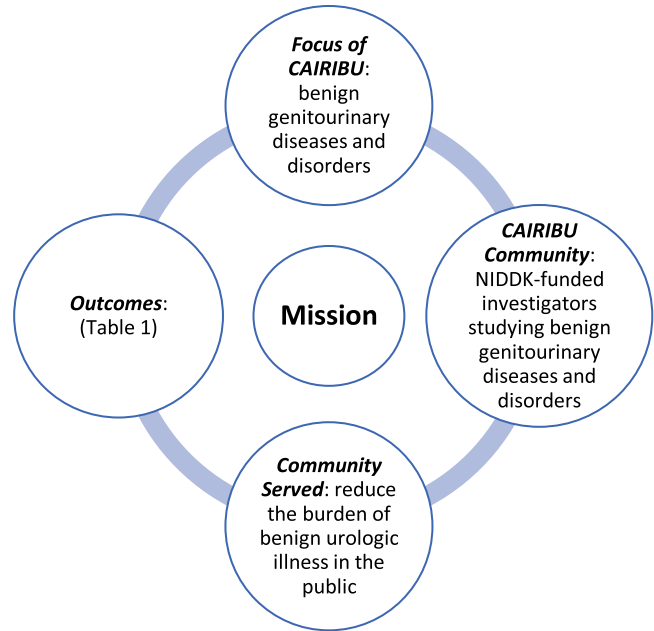 Focus of
CAIRIBU:
benign
genitourinary
diseases and
disorders
CAIRIBU
Community:
NIDDK-funded
investigators
studying benign
genitourinary
diseases and
disorders
Outcomes:
(Table 1)
Mission
Community
Served: reduce
the burden of
benign urologic
illness in the
public